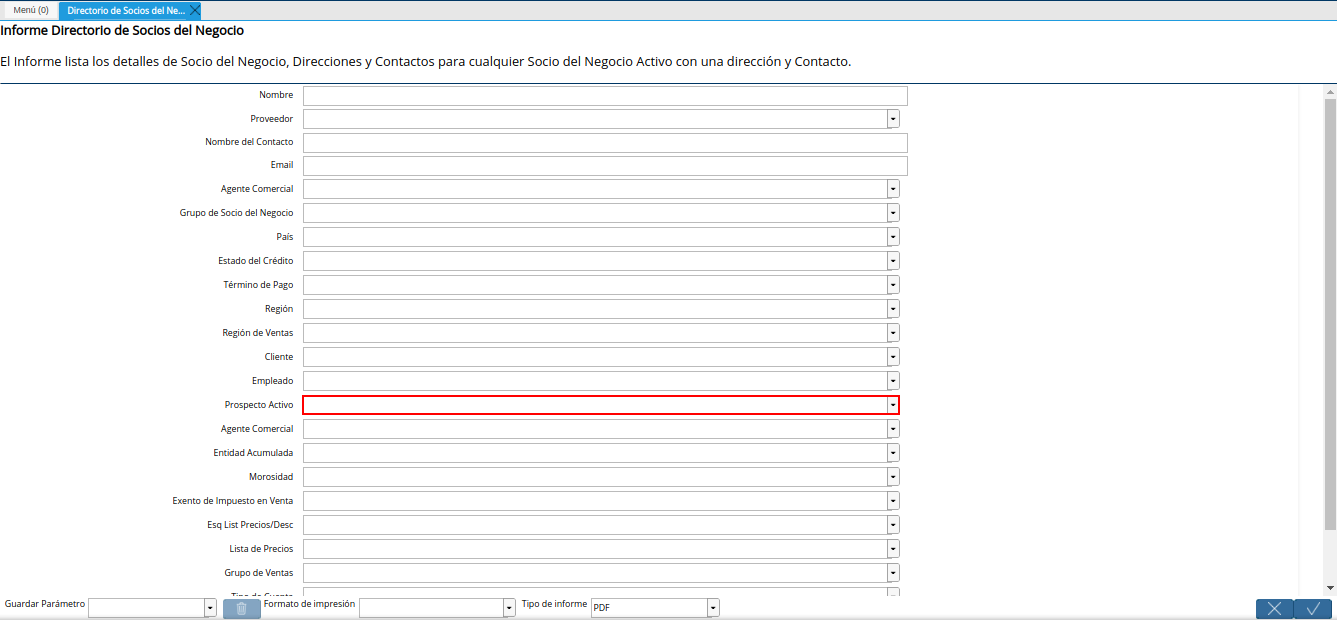 Menú (0)
Directorio de Socios del Ne...
Informe Directorio de Socios del Negocio
El Informe lista los detalles de Socio del Negocio, Direcciones y Contactos para cualquier Socio del Negocio Activo con una dirección y Contacto.
Nombre
Proveedor
Nombre del Contacto
Email
Agente Comercial
Grupo de Socio del Negocio
País
Estado del Crédito
Término de Pago
Región
Región de Ventas
Cliente
Empleado
Prospecto Activo
Agente Comercial
Entidad Acumulada
Morosidad
Exento de Impuesto en Venta
Esq List Precios/Desc
Lista de Precios
Grupo de Ventas
Guardar Parámetro
Formato de impresión
Tipo de informe
PDF